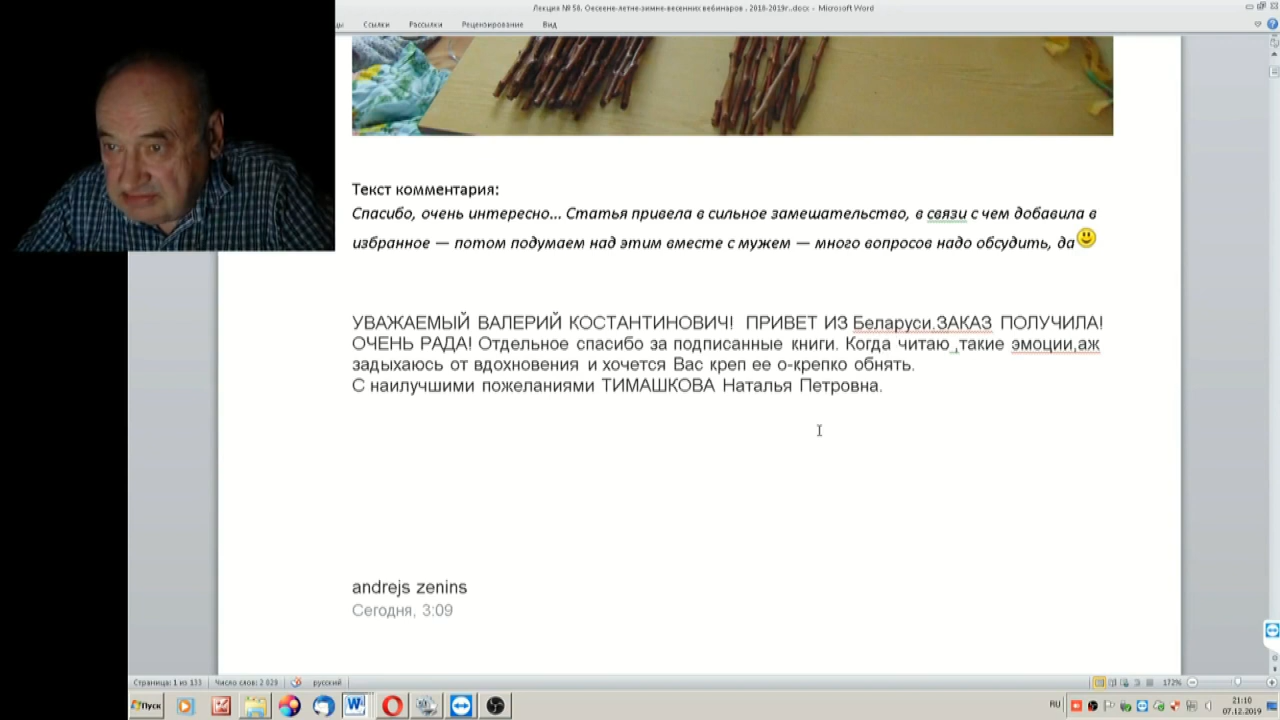 Лекция № 58. Осеене-летне-зимне-весенних вебинаров . 2018-2019г..docx - Microsoft Word
Ссылки Рассылки Рецензирование Вид
Текст комментария:
Спасибо, очень интересно... Статья привела в сильное замешательство, в связи с чем добавила в
избранное — потом подумаем над этим вместе с мужем — много вопросов надо обсудить, да
УВАЖАЕМЫЙ ВАЛЕРИЙ КОСТАНТИНОВИЧ! ПРИВЕТ ИЗ Беларуси.ЗАКАЗ ПОЛУЧИЛА!
ОЧЕНЬ РАДА! Отдельное спасибо за подписанные книги. Когда читаю ,такие эмоции,аж
задыхаюсь от вдохновения и хочется Вас креп ее о-крепко обнять.
С наилучшими пожеланиями ТИМАШКОВА Наталья Петровна.
andrejs zenins
Сегодня, 3:09
Страница: 1 из 133 Число слов: 2 029 русский 172%
Пуск RU 21:10
07.12.2019